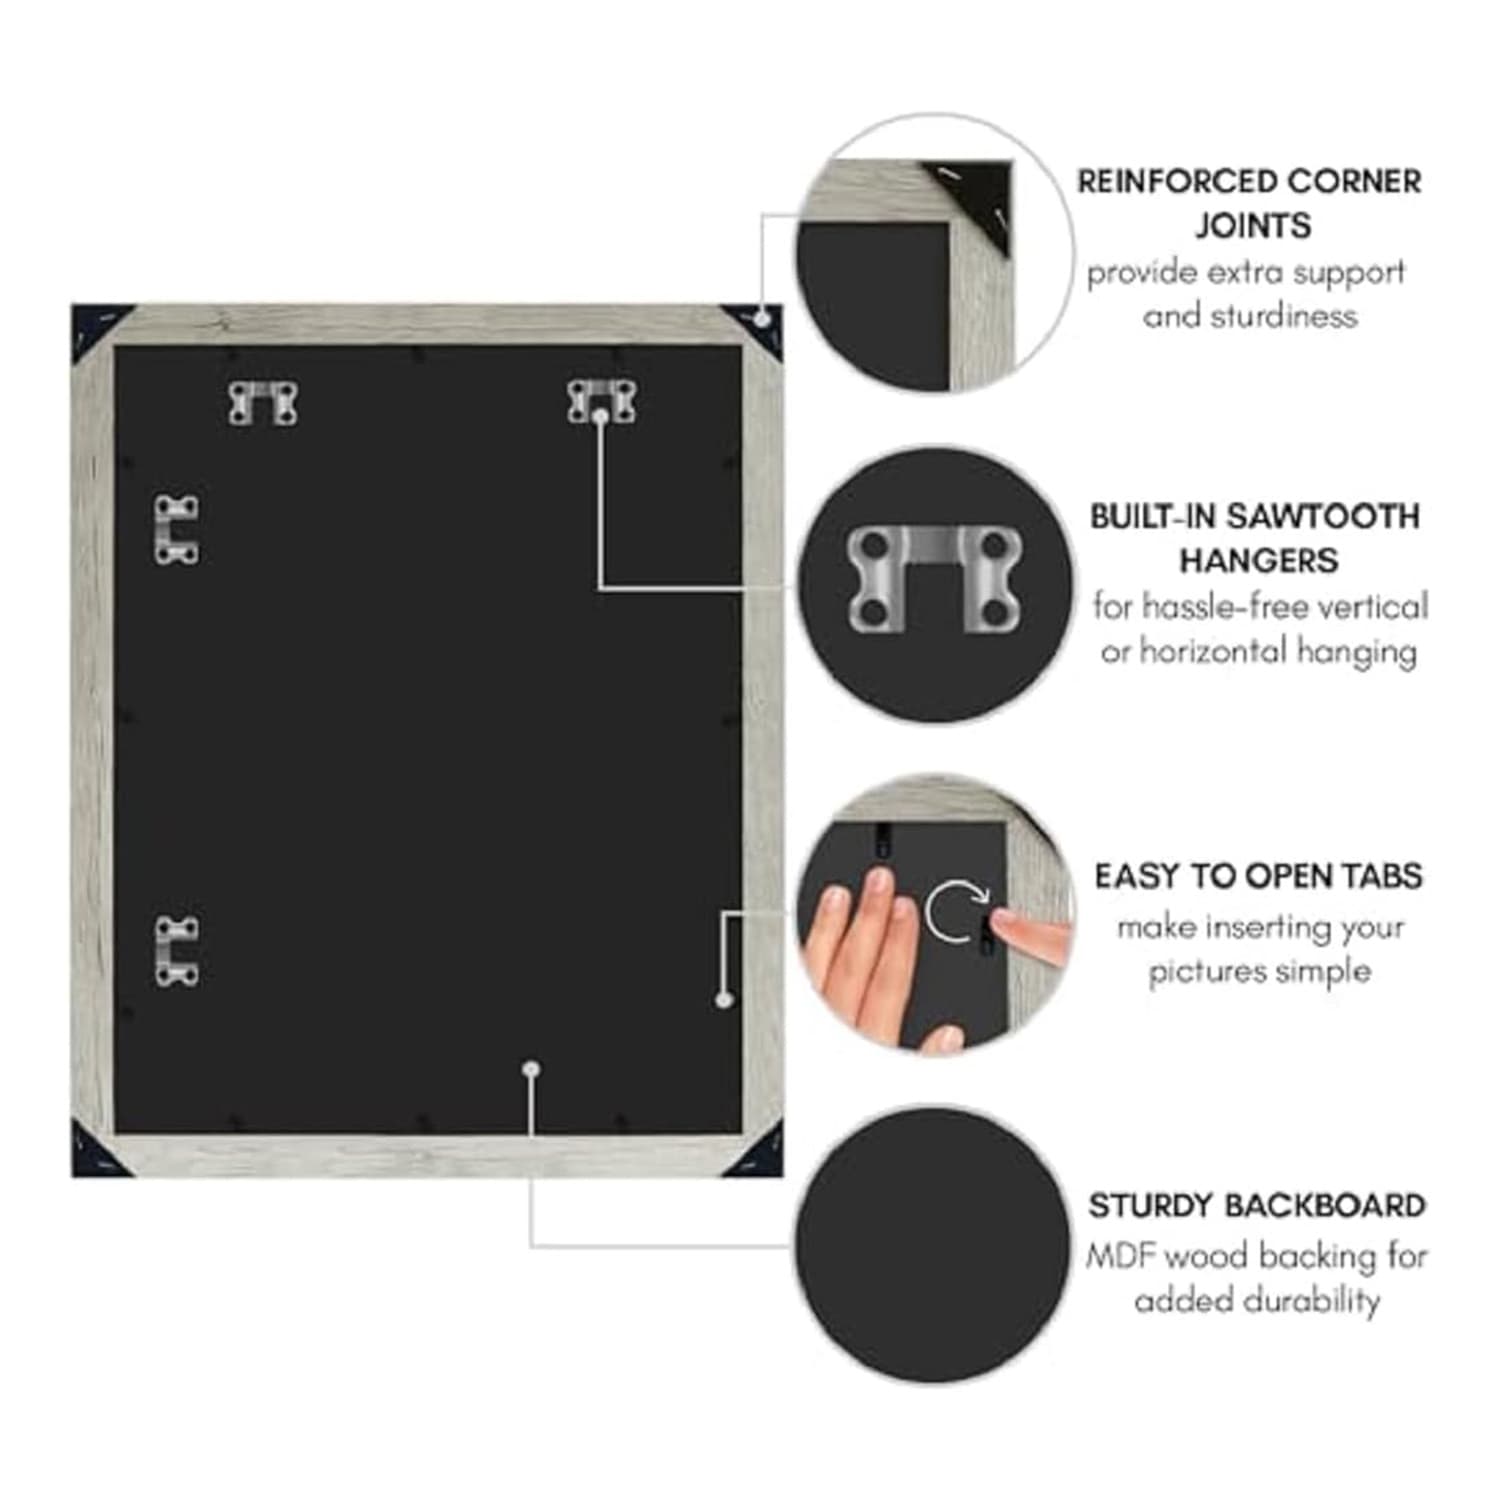 REINFORCED CORNER
JOINTS
provide extra support
and sturdiness
BUILT-IN SAWTOOTH
HANGERS
for hassle-free vertical
or horizontal hanging
EASY TO OPEN TABS
make inserting your
pictures simple
STURDY BACKBOARD
MDF wood backing for
added durability